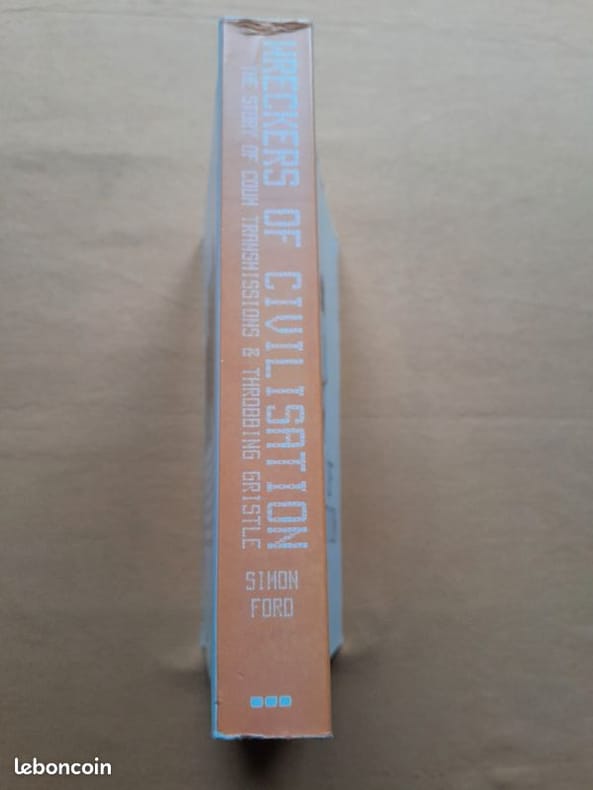 WRECKERS OF CIVILISATION
THE STORY OF COUM TRANSMISSIONS & THROBBING GRISTLE
SIMON
FORD
leboncoin